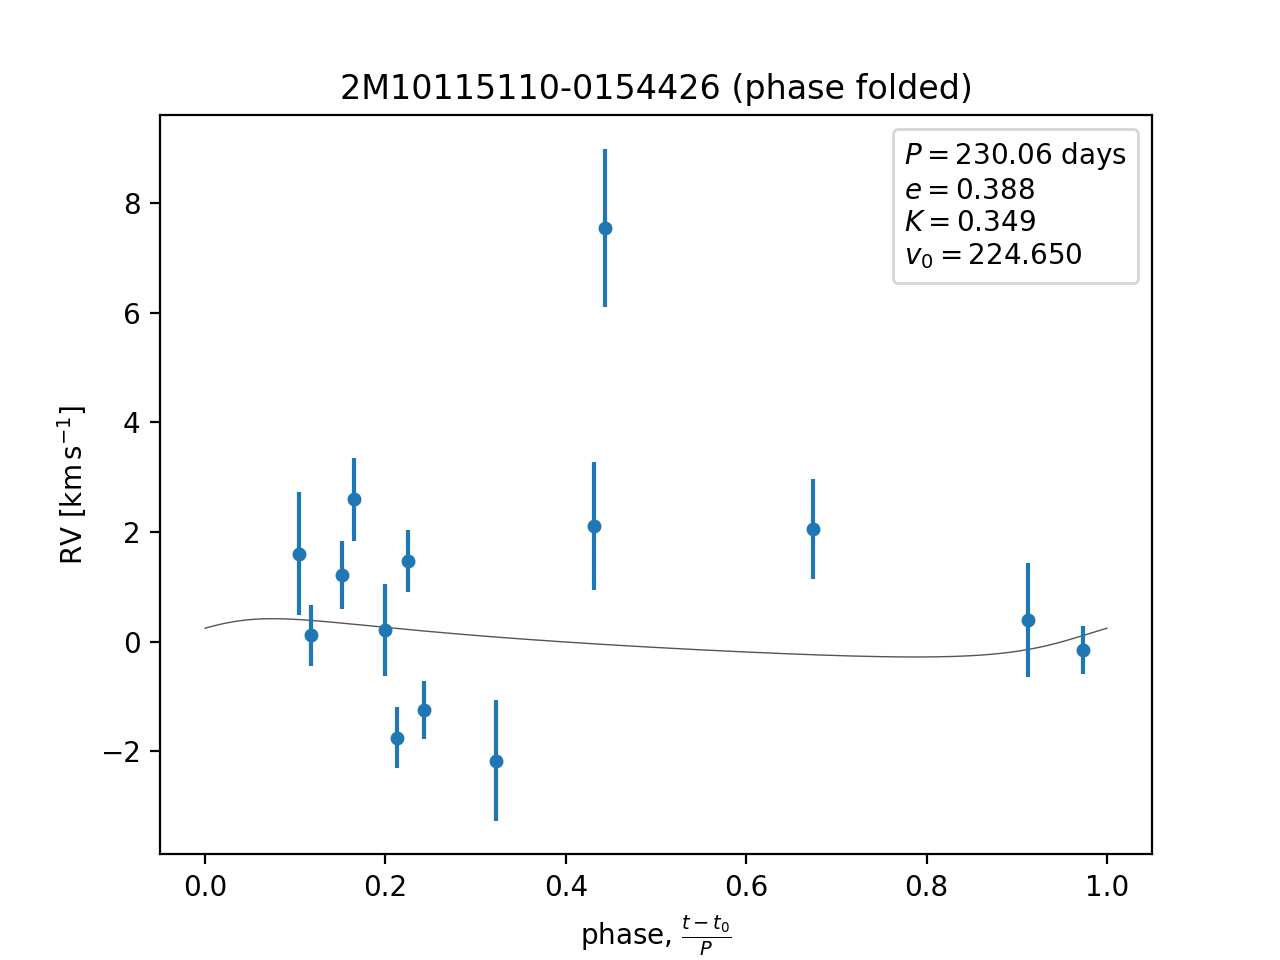 2M10115110-0154426 (phase folded)
P = 230.06 days
e = 0.388
K = 0.349
v₀ = 224.650
8
6
4
2
0
−2
RV [km s⁻¹]
0.0 0.2 0.4 0.6 0.8 1.0
phase, (t − t₀)/P